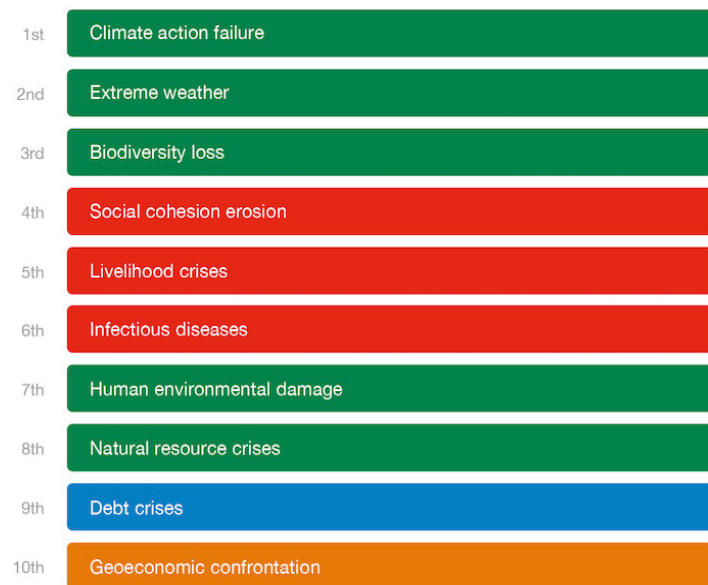 1st Climate action failure
2nd Extreme weather
3rd Biodiversity loss
4th Social cohesion erosion
5th Livelihood crises
6th Infectious diseases
7th Human environmental damage
8th Natural resource crises
9th Debt crises
10th Geoeconomic confrontation